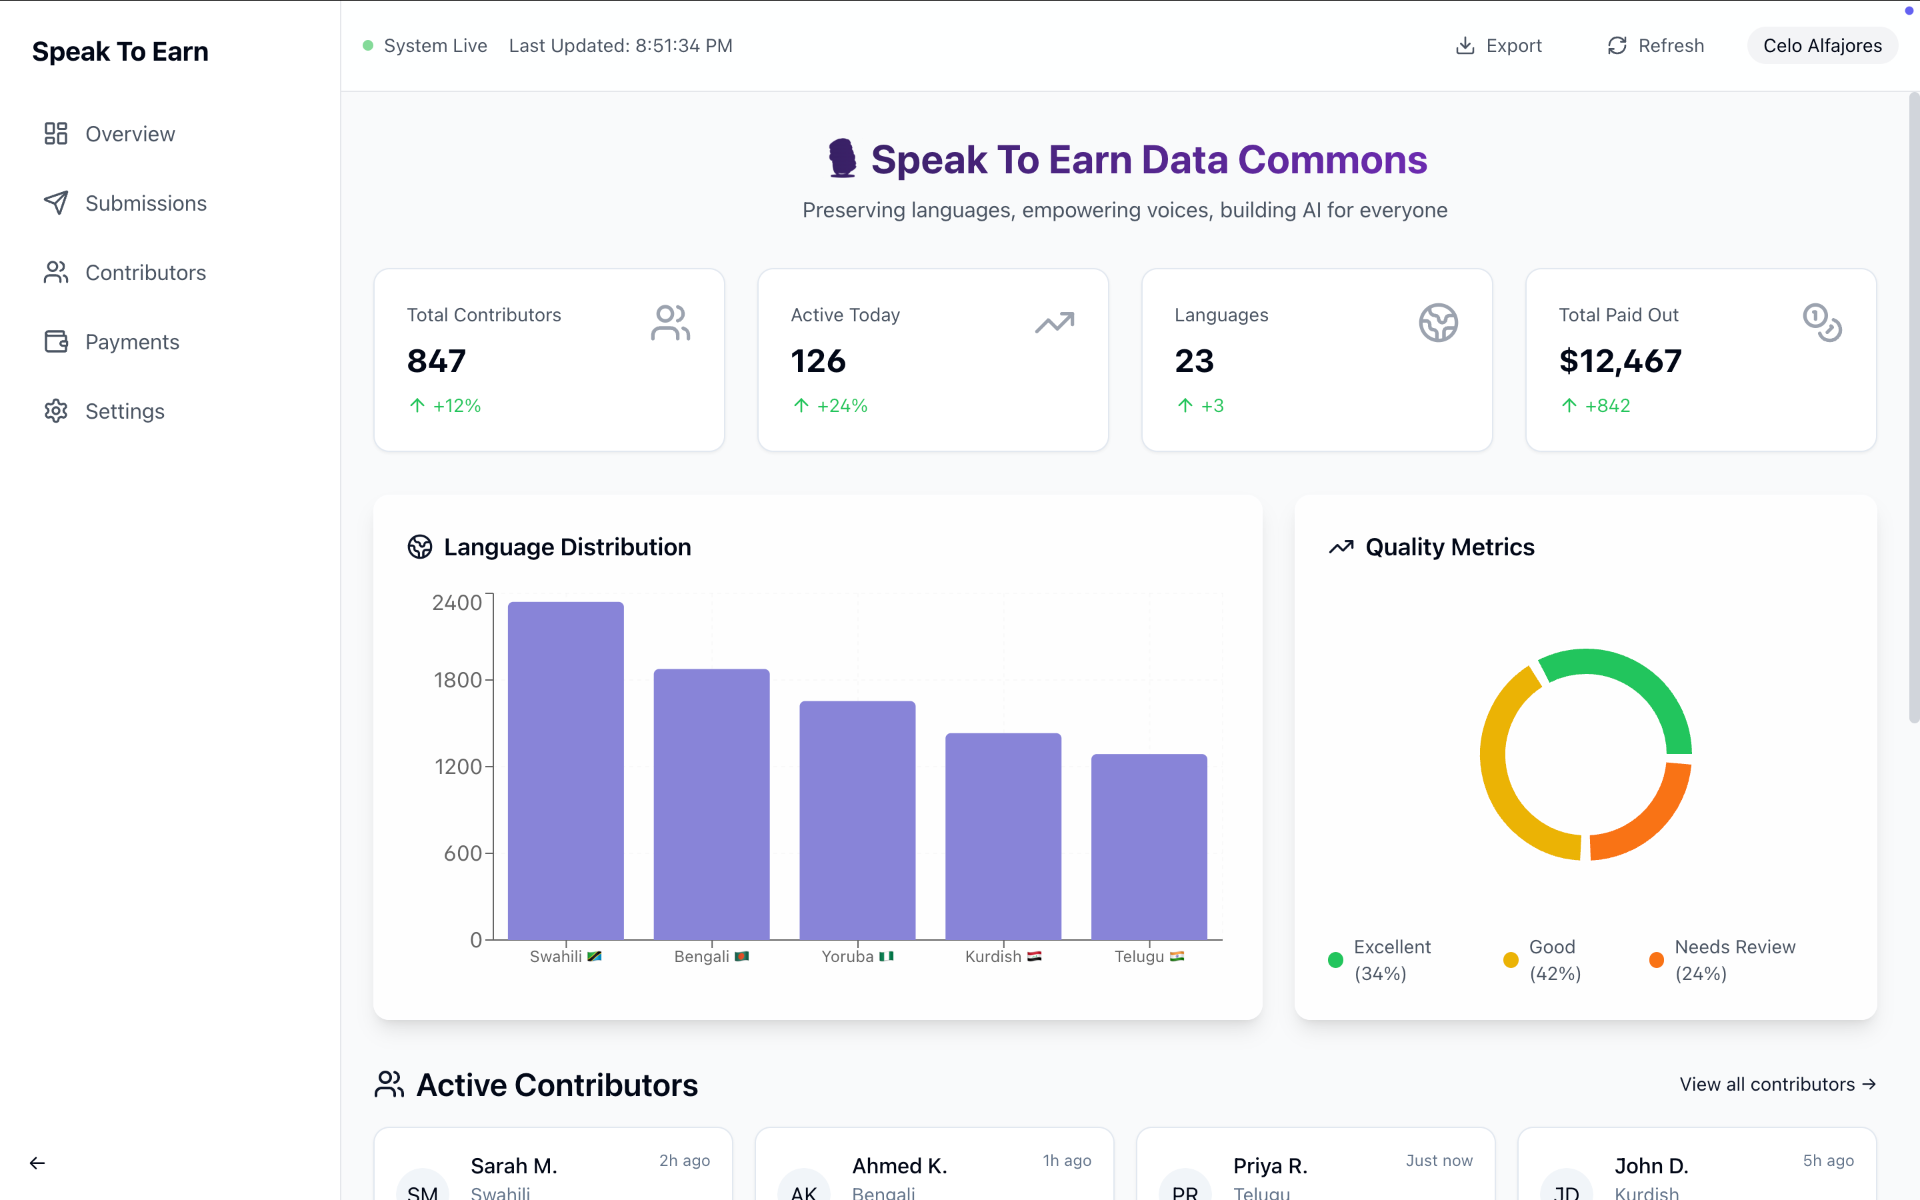 Speak To Earn
Overview
Submissions
Contributors
Payments
Settings
System Live
Last Updated: 8:51:34 PM
Export
Refresh
Celo Alfajores
Speak To Earn Data Commons
Preserving languages, empowering voices, building AI for everyone
Total Contributors
847
+12%
Active Today
126
+24%
Languages
23
+3
Total Paid Out
$12,467
+842
Language Distribution
2400
1800
1200
600
0
Swahili
Bengali
Yoruba
Kurdish
Telugu
Quality Metrics
Excellent
(34%)
Good
(42%)
Needs Review
(24%)
Active Contributors
View all contributors →
SM
Sarah M.
2h ago
Swahili
AK
Ahmed K.
1h ago
Bengali
PR
Priya R.
Just now
Telugu
JD
John D.
5h ago
Kurdish